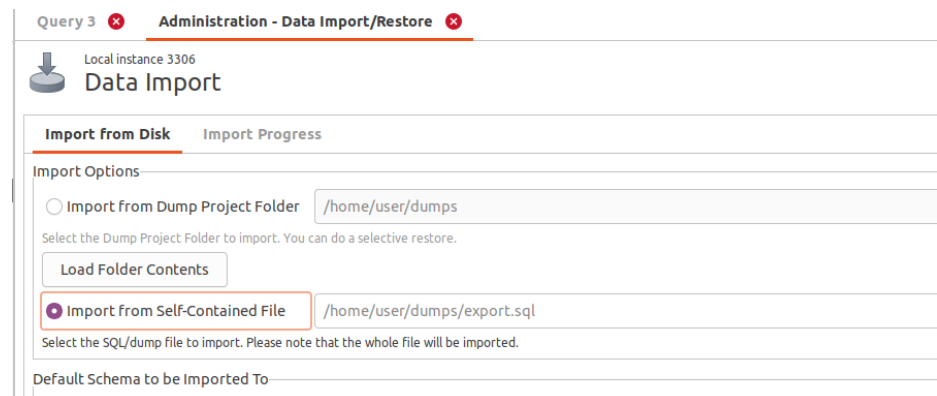 Query 3
Administration - Data Import/Restore
Local instance 3306
Data Import
Import from Disk
Import Progress
Import Options
Import from Dump Project Folder
/home/user/dumps
Select the Dump Project Folder to import. You can do a selective restore.
Load Folder Contents
Import from Self-Contained File
/home/user/dumps/export.sql
Select the SQL/dump file to import. Please note that the whole file will be imported.
Default Schema to be Imported To